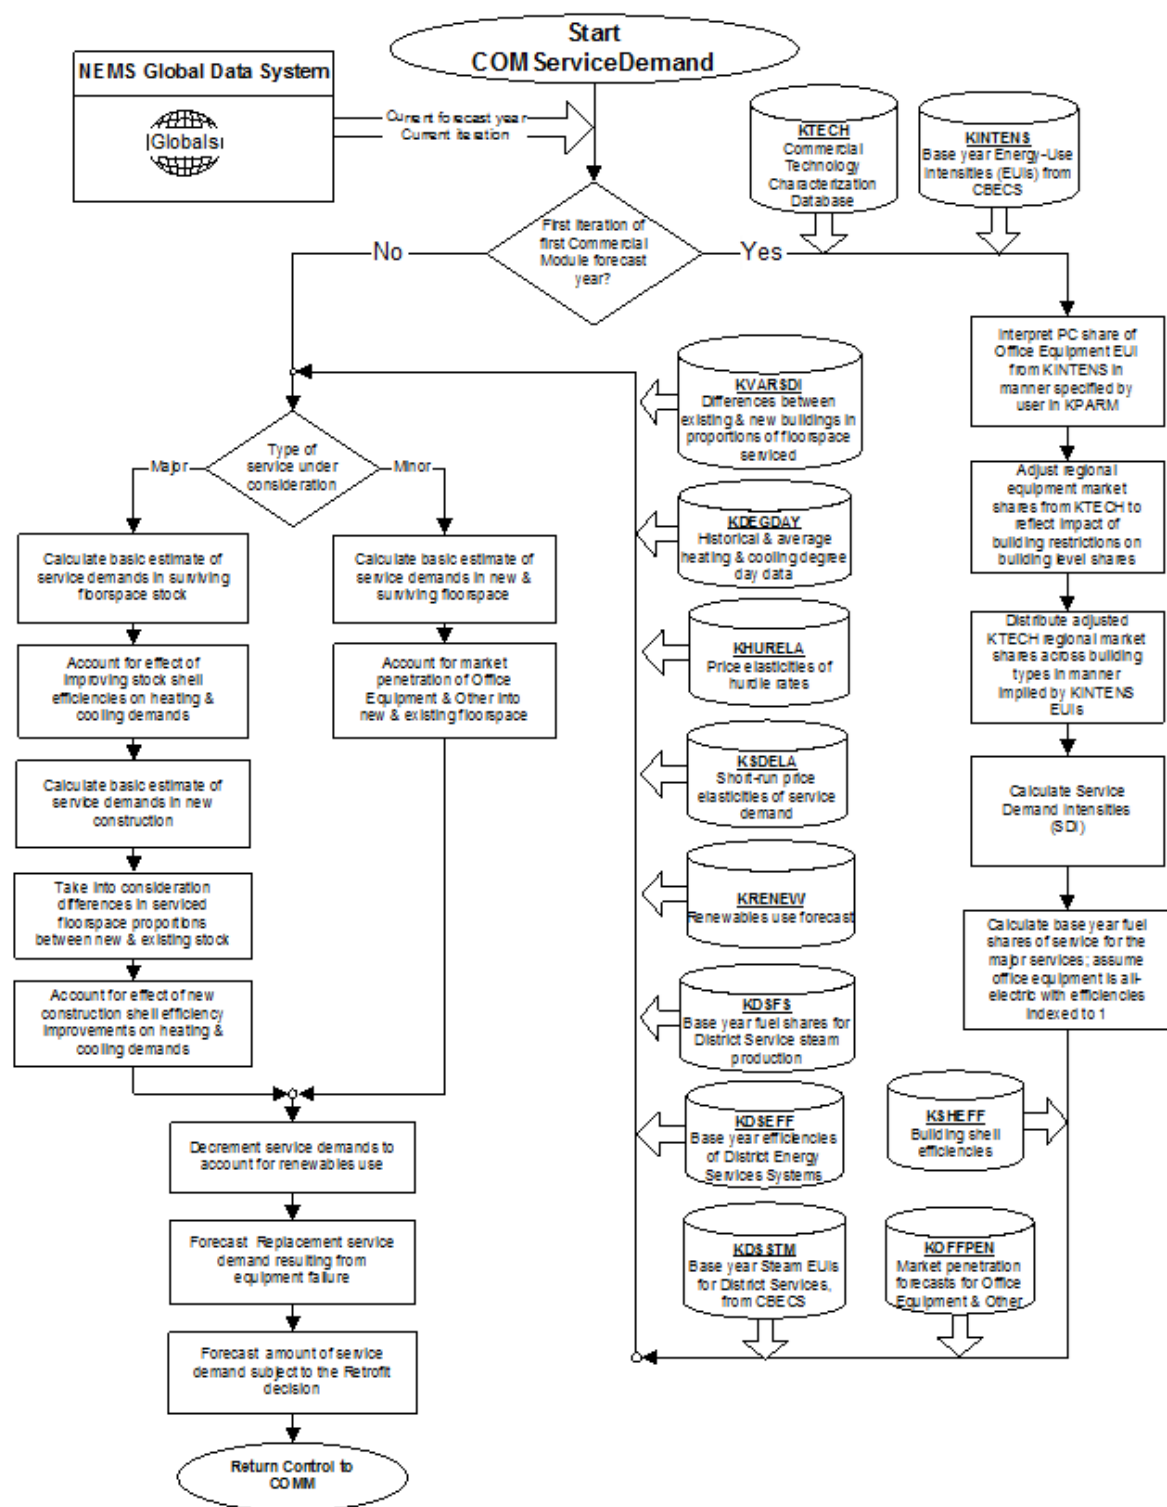 Start
COMServiceDemand
NEMS Global Data System
Globals
Current forecast year
Current iteration
KTECH
Commercial
Technology
Characterization
Database
KINTENS
Base year Energy-Use
Intensities (EUIs) from
CBECS
First Iteration of
first Commercial
Module forecast
year?
No
Yes
Interpret PC share of
Office Equipment EUI
from KINTENS in
manner specified by
user in KPARM
KVARSDI
Differences between
existing & new buildings in
proportions of floorspace
serviced
Type of
service under
consideration
Major
Minor
Adjust regional
equipment market
shares from KTECH to
reflect impact of
building restrictions on
building level shares
KDEGDAY
Historical & average
heating & cooling degree
day data
Calculate basic estimate of
service demands in surviving
floorspace stock
Calculate basic estimate of
service demands in new &
surviving floorspace
Distribute adjusted
KTECH regional market
shares across building
types in manner
implied by KINTENS
EUIs
KHURELA
Price elasticities of
hurdle rates
Account for effect of
improving stock shell
efficiencies on heating &
cooling demands
Account for market
penetration of Office
Equipment & Other into
new & existing floorspace
KSDELA
Short-run price
elasticities of service
demand
Calculate Service
Demand Intensities
(SDI)
Calculate basic estimate of
service demands in new
construction
KRENEW
Renewables use forecast
Take into consideration
differences in serviced
floorspace proportions
between new & existing stock
Calculate base year fuel
shares of service for the
major services; assume
office equipment is all-
electric with efficiencies
indexed to 1
Account for effect of new
construction shell efficiency
improvements on heating &
cooling demands
KDSFS
Base year fuel shares for
District Service steam
production
KDSEFF
Base year efficiencies
of District Energy
Services Systems
KSHEFF
Building shell
efficiencies
Decrement service demands to
account for renewables use
Forecast Replacement service
demand resulting from
equipment failure
KDSSTM
Base year Steam EUIs
for District Services,
from CBECS
KOFFPEN
Market penetration
forecasts for Office
Equipment & Other
Forecast amount of service
demand subject to the Retrofit
decision
Return Control to
COMM